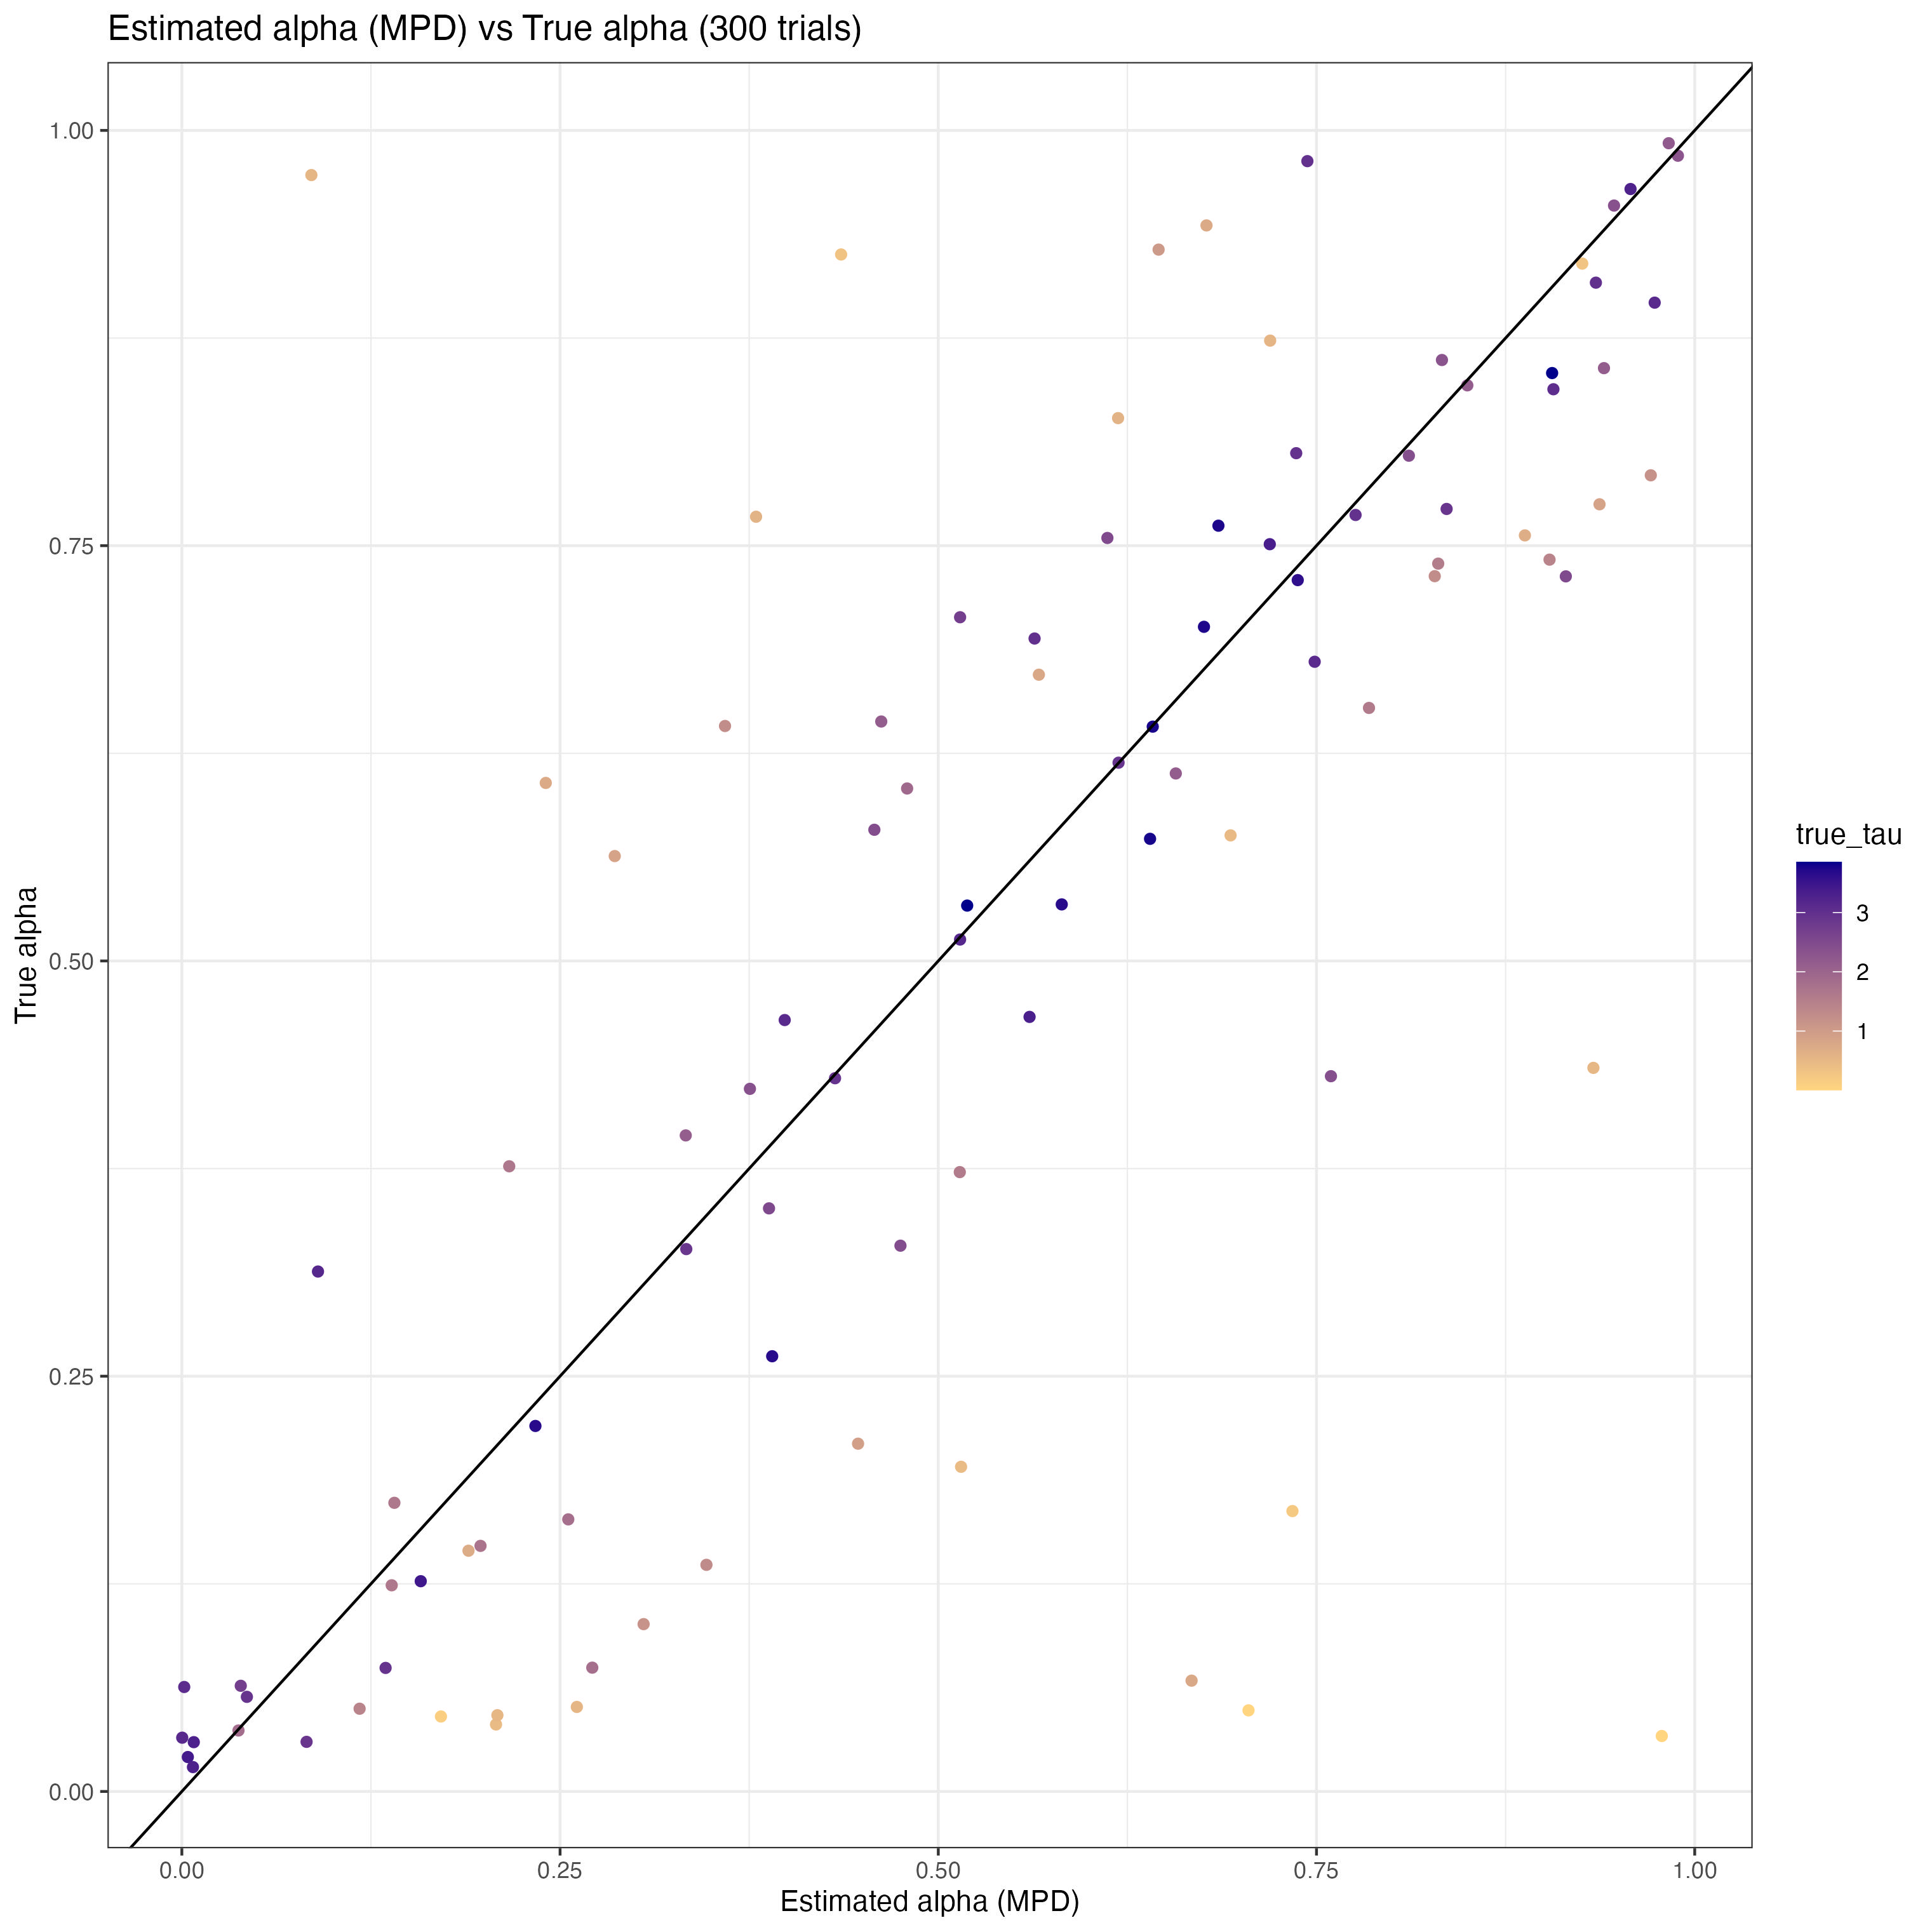 Estimated alpha (MPD) vs True alpha (300 trials)
1.00
0.75
0.50
0.25
0.00
True alpha
0.00 0.25 0.50 0.75 1.00
Estimated alpha (MPD)
true_tau
3
2
1